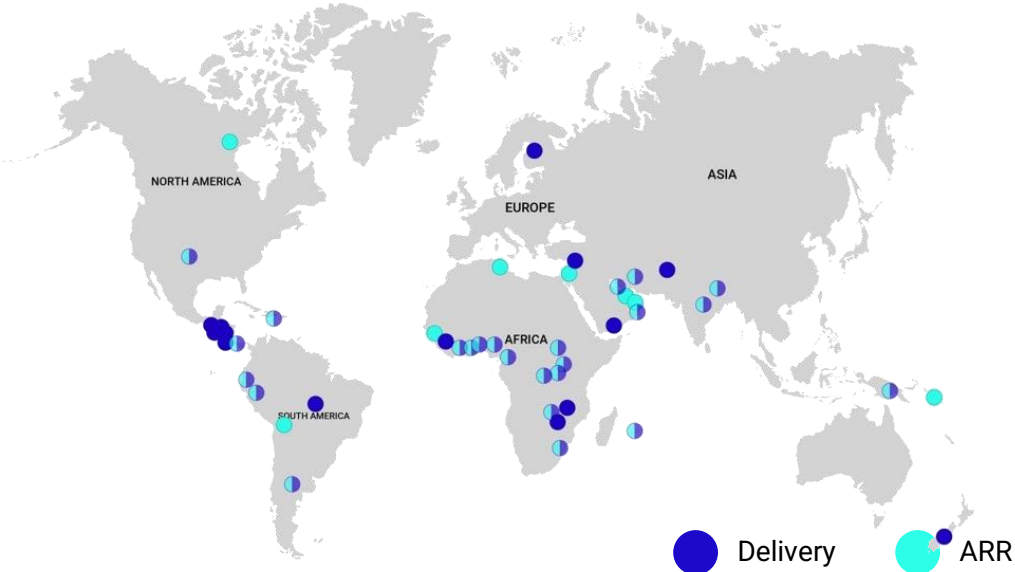 NORTH AMERICA
ASIA
EUROPE
AFRICA
SOUTH AMERICA
Delivery
ARR